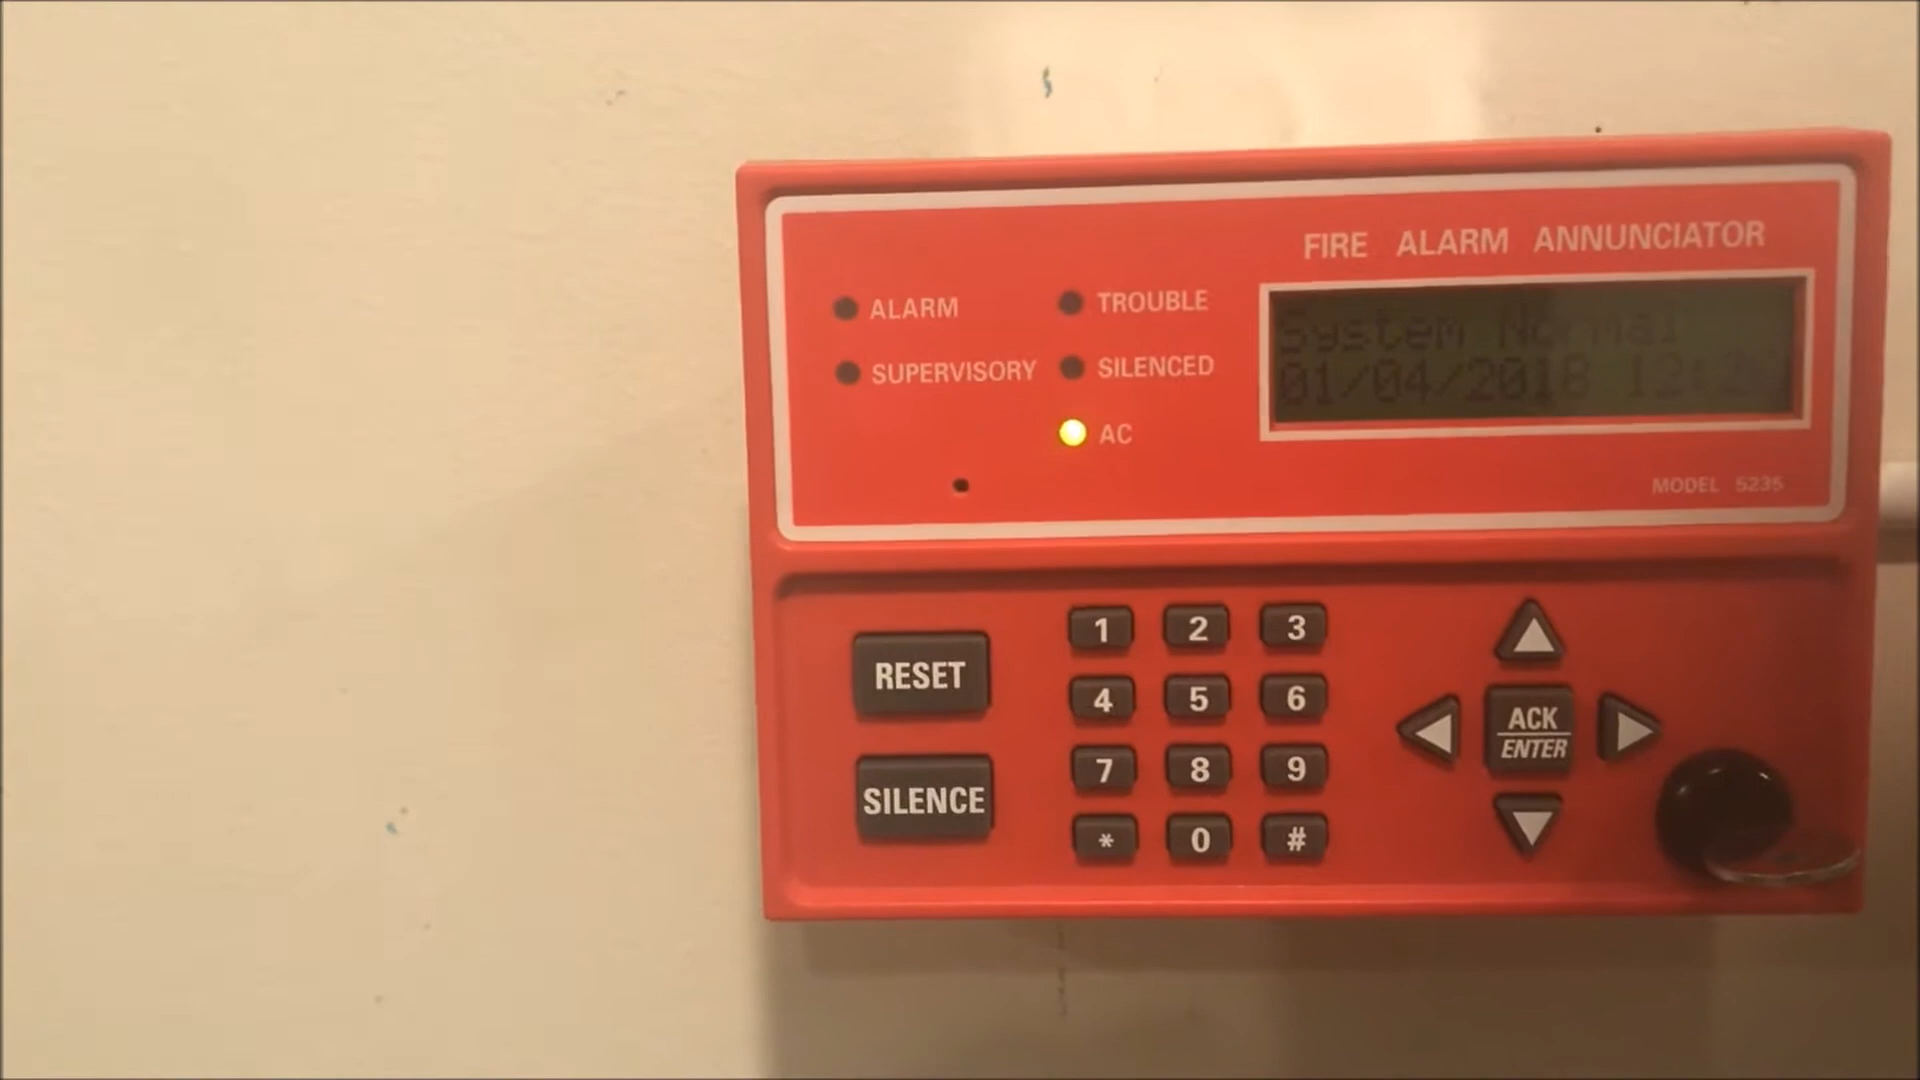 FIRE ALARM ANNUNCIATOR
ALARM
TROUBLE
SUPERVISORY
SILENCED
AC
System Normal
01/04/2018
MODEL 5235
RESET
SILENCE
1 2 3
4 5 6
7 8 9
* 0 #
ACK
ENTER